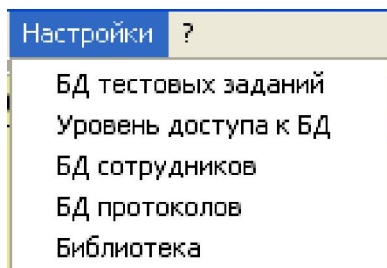 Настройки ?
БД тестовых заданий
Уровень доступа к БД
БД сотрудников
БД протоколов
Библиотека